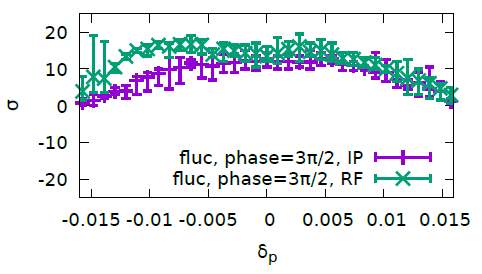 20
10
σ
0
-10
-20
fluc, phase=3π/2, IP
fluc, phase=3π/2, RF
-0.015 -0.01 -0.005 0 0.005 0.01 0.015
δp